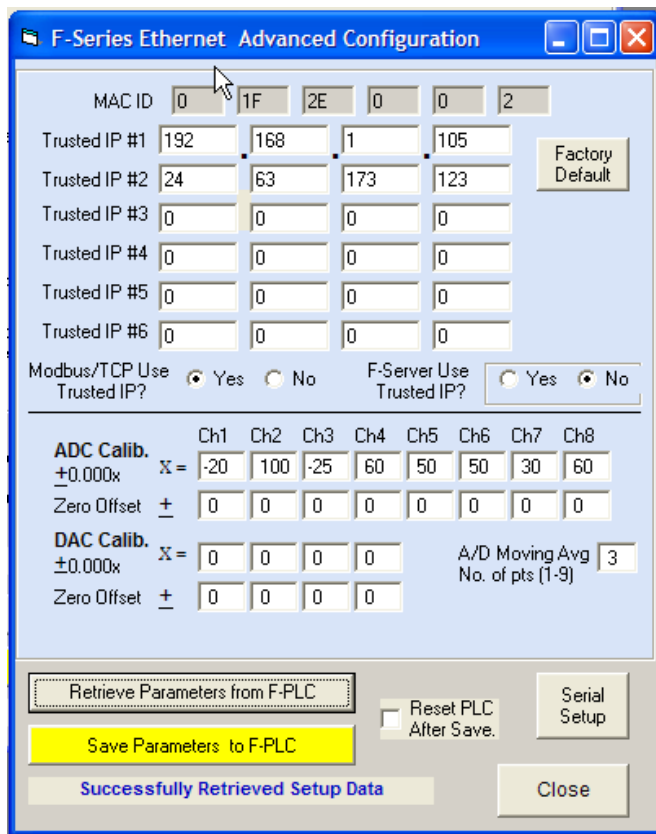 F-Series Ethernet Advanced Configuration
MAC ID 0 1F 2E 0 0 2
Trusted IP #1 192 . 168 . 1 . 105
Factory Default
Trusted IP #2 24 63 173 123
Trusted IP #3 0 0 0 0
Trusted IP #4 0 0 0 0
Trusted IP #5 0 0 0 0
Trusted IP #6 0 0 0 0
Modbus/TCP Use Trusted IP? Yes No F-Server Use Trusted IP? Yes No
Ch1 Ch2 Ch3 Ch4 Ch5 Ch6 Ch7 Ch8
ADC Calib. ±0.000x X = -20 100 -25 60 50 50 30 60
Zero Offset ± 0 0 0 0 0 0 0 0
DAC Calib. ±0.000x X = 0 0 0 0
A/D Moving Avg No. of pts (1-9) 3
Zero Offset ± 0 0 0 0
Retrieve Parameters from F-PLC
Reset PLC After Save.
Serial Setup
Save Parameters to F-PLC
Successfully Retrieved Setup Data
Close